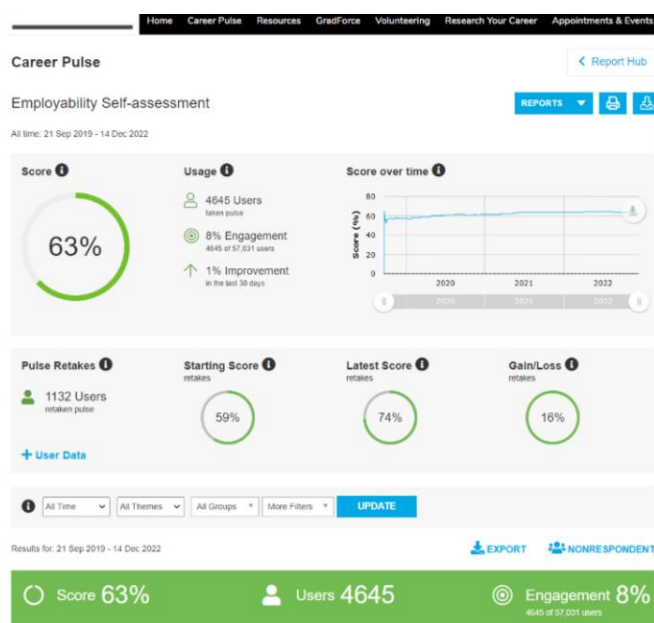 Home Career Pulse Resources GradForce Volunteering Research Your Career Appointments & Events
Career Pulse
Report Hub
Employability Self-assessment
REPORTS
All time: 21 Sep 2019 - 14 Dec 2022
Score
Usage
Score over time
63%
4645 Users
taken pulse
8% Engagement
4645 of 57,031 users
1% Improvement
in the last 30 days
Score (%)
80
60
40
20
0
2020 2021 2022
2020 2021 2022
Pulse Retakes
Starting Score
retakes
Latest Score
retakes
Gain/Loss
retakes
1132 Users
retaken pulse
59%
74%
16%
+ User Data
All Time
All Themes
All Groups
More Filters
UPDATE
Results for: 21 Sep 2019 - 14 Dec 2022
EXPORT
NONRESPONDENT
Score 63%
Users 4645
Engagement 8%
4645 of 57,031 users